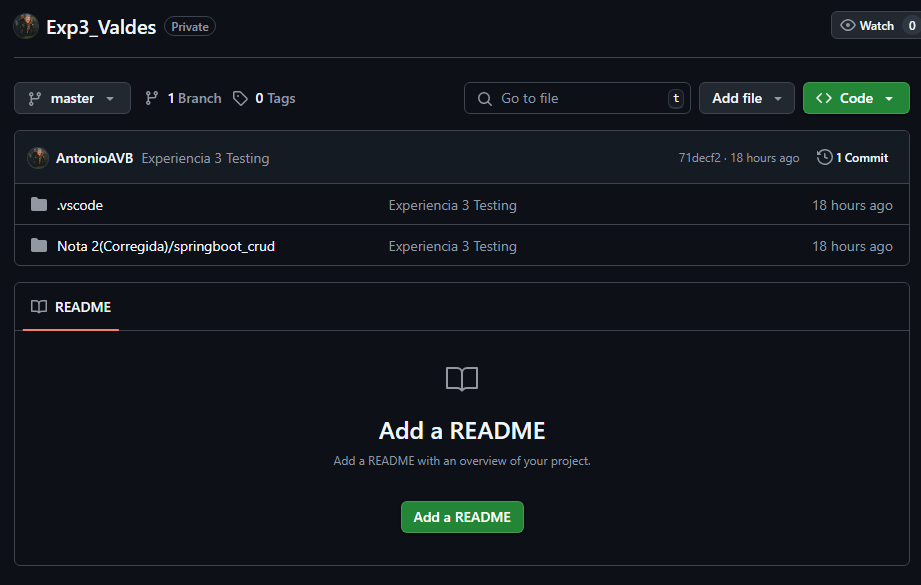 Exp3_Valdes Private Watch 0
master 1 Branch 0 Tags Go to file t Add file Code
AntonioAVB Experiencia 3 Testing 71decf2 · 18 hours ago 1 Commit
.vscode Experiencia 3 Testing 18 hours ago
Nota 2(Corregida)/springboot_crud Experiencia 3 Testing 18 hours ago
README
Add a README
Add a README with an overview of your project.
Add a README